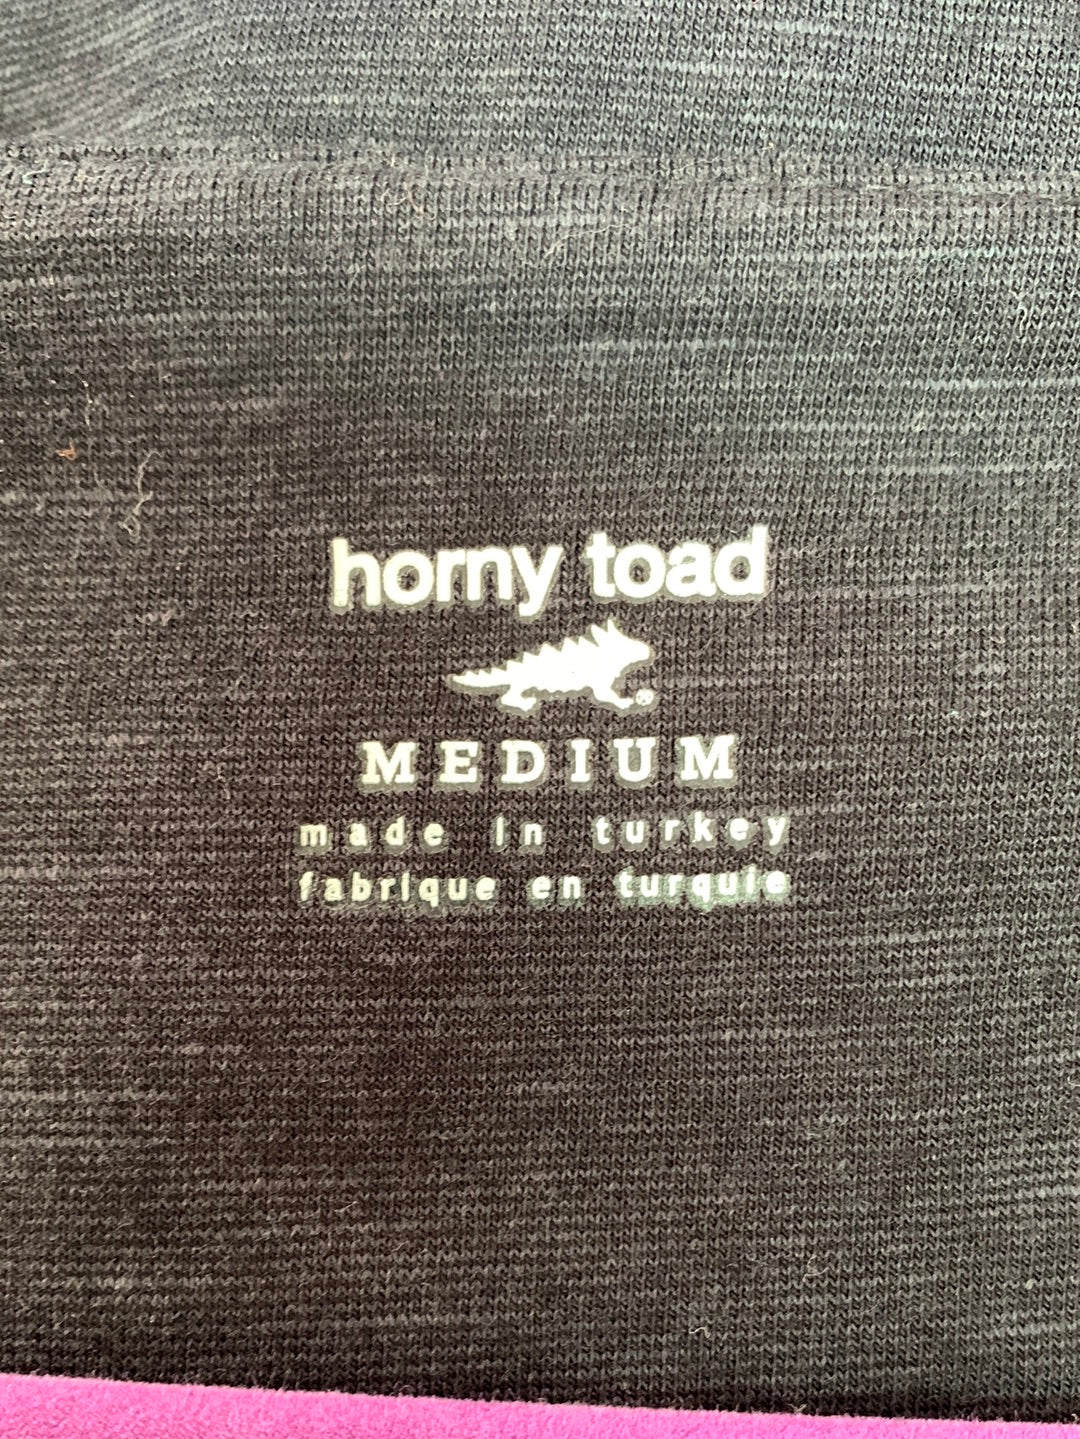 horny toad
®
MEDIUM
made in turkey
fabrique en turquie